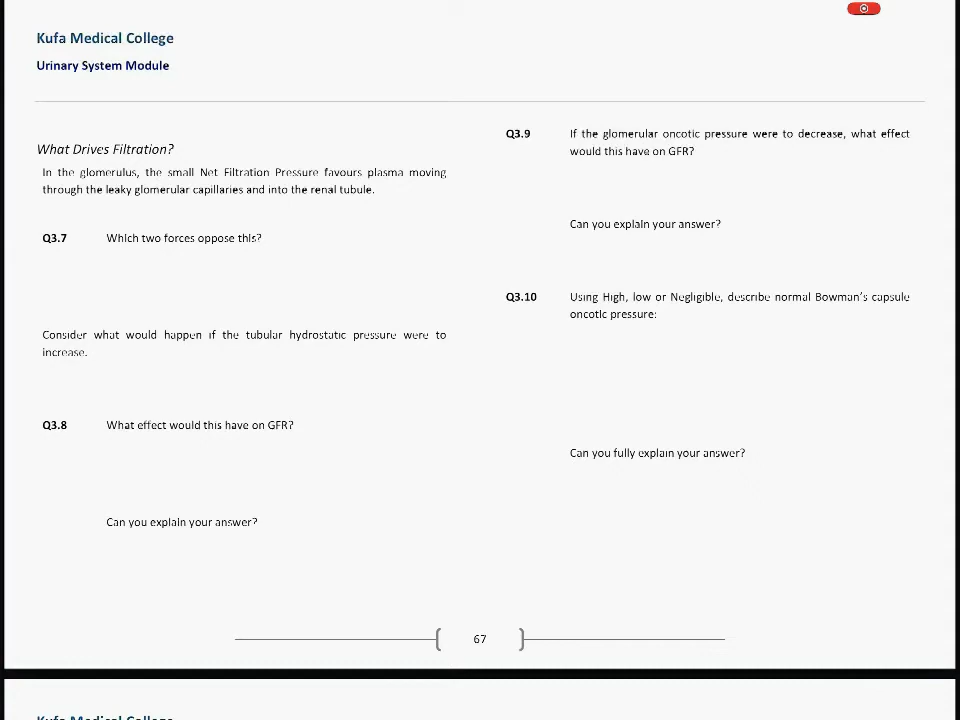 Kufa Medical College
Urinary System Module
What Drives Filtration?
In the glomerulus, the small Net Filtration Pressure favours plasma moving
through the leaky glomerular capillaries and into the renal tubule.
Q3.7 Which two forces oppose this?
Consider what would happen if the tubular hydrostatic pressure were to
increase.
Q3.8 What effect would this have on GFR?
Can you explain your answer?
Q3.9 If the glomerular oncotic pressure were to decrease, what effect
would this have on GFR?
Can you explain your answer?
Q3.10 Using High, low or Negligible, describe normal Bowman's capsule
oncotic pressure:
Can you fully explain your answer?
67
Kufa Medical College